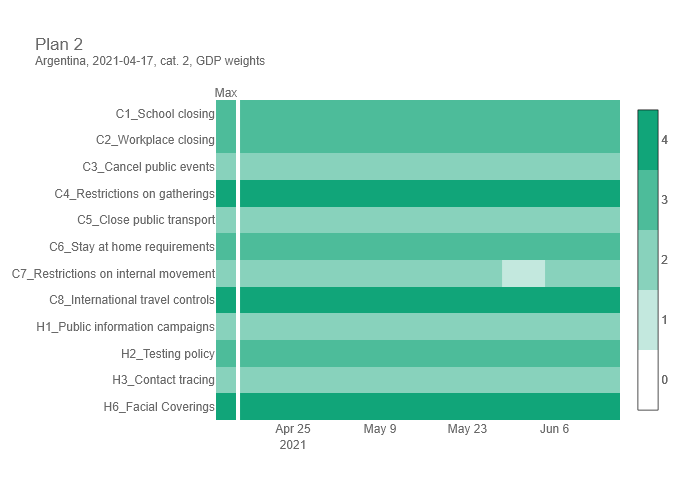 Plan 2
Argentina, 2021-04-17, cat. 2, GDP weights
Max
C1_School closing
C2_Workplace closing
C3_Cancel public events
C4_Restrictions on gatherings
C5_Close public transport
C6_Stay at home requirements
C7_Restrictions on internal movement
C8_International travel controls
H1_Public information campaigns
H2_Testing policy
H3_Contact tracing
H6_Facial Coverings
Apr 25 May 9 May 23 Jun 6
2021
4
3
2
1
0